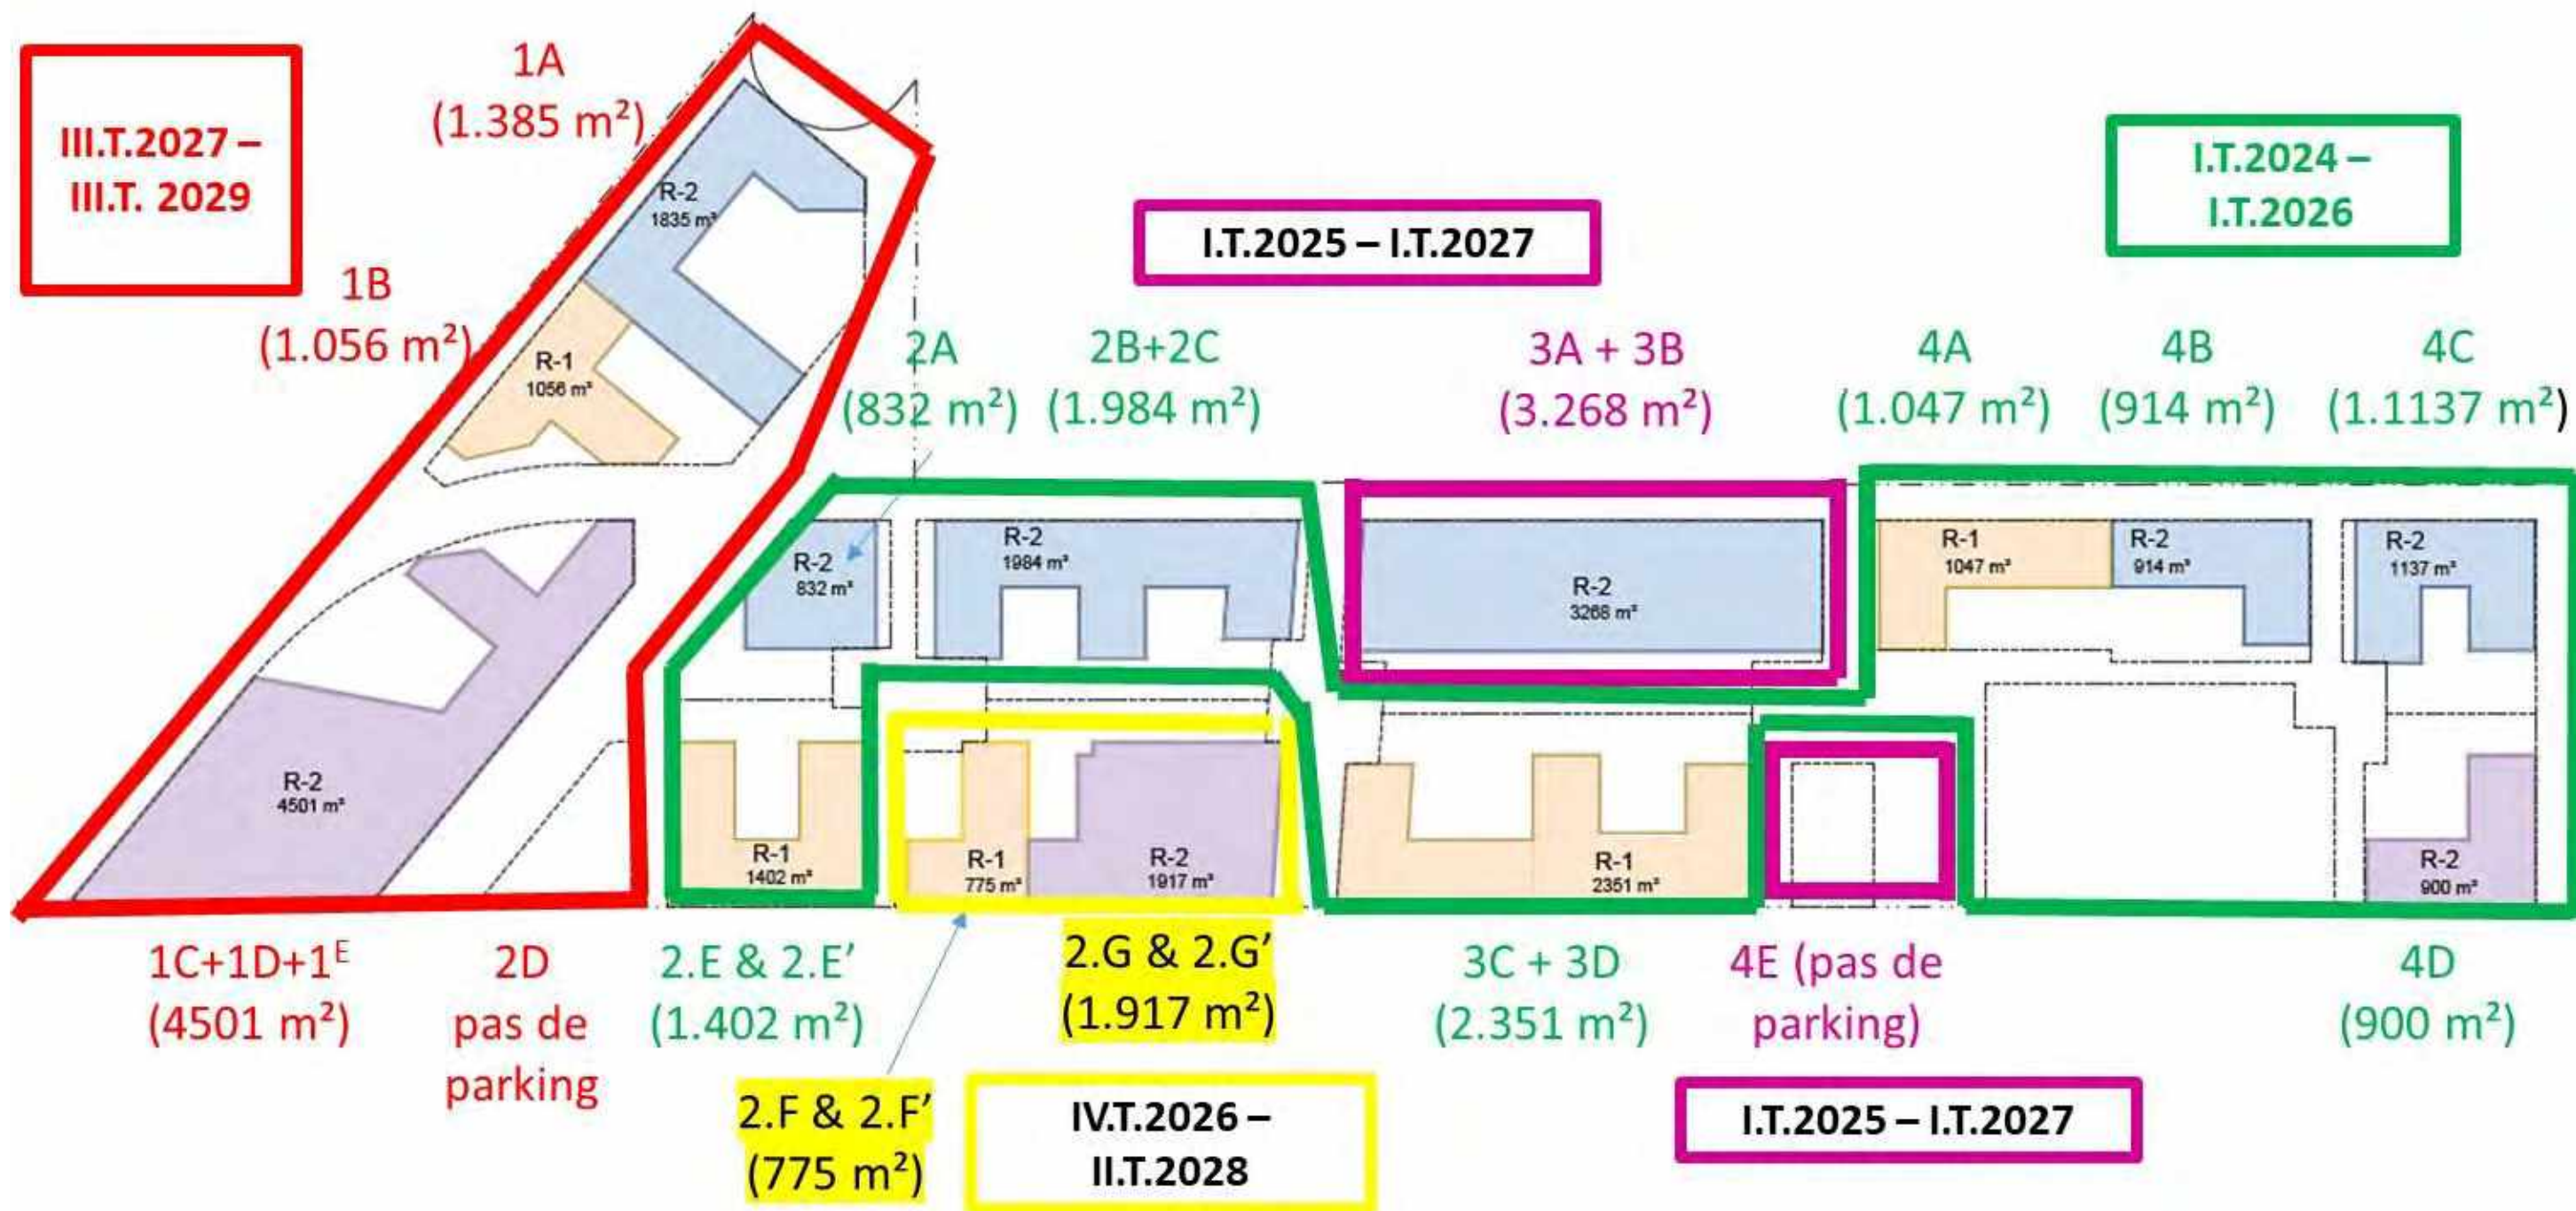 III.T.2027 –
III.T. 2029
1A
(1.385 m²)
1B
(1.056 m²)
R-2
1835 m²
R-1
1056 m²
I.T.2025 – I.T.2027
I.T.2024 –
I.T.2026
2A
(832 m²)
2B+2C
(1.984 m²)
3A + 3B
(3.268 m²)
4A
(1.047 m²)
4B
(914 m²)
4C
(1.1137 m²)
R-2
832 m²
R-2
1984 m²
R-2
3268 m²
R-1
1047 m²
R-2
914 m²
R-2
1137 m²
R-2
4501 m²
R-1
1402 m²
R-1
775 m²
R-2
1917 m²
R-1
2351 m²
R-2
900 m²
1C+1D+1ᴱ
(4501 m²)
2D
pas de
parking
2.E & 2.E’
(1.402 m²)
2.G & 2.G’
(1.917 m²)
3C + 3D
(2.351 m²)
4E (pas de
parking)
4D
(900 m²)
2.F & 2.F’
(775 m²)
IV.T.2026 –
II.T.2028
I.T.2025 – I.T.2027